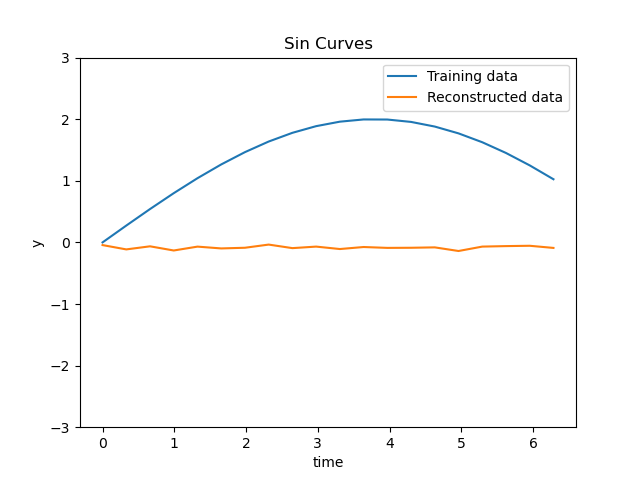 Sin Curves
Training data
Reconstructed data
3
2
1
0
−1
−2
−3
y
0 1 2 3 4 5 6
time